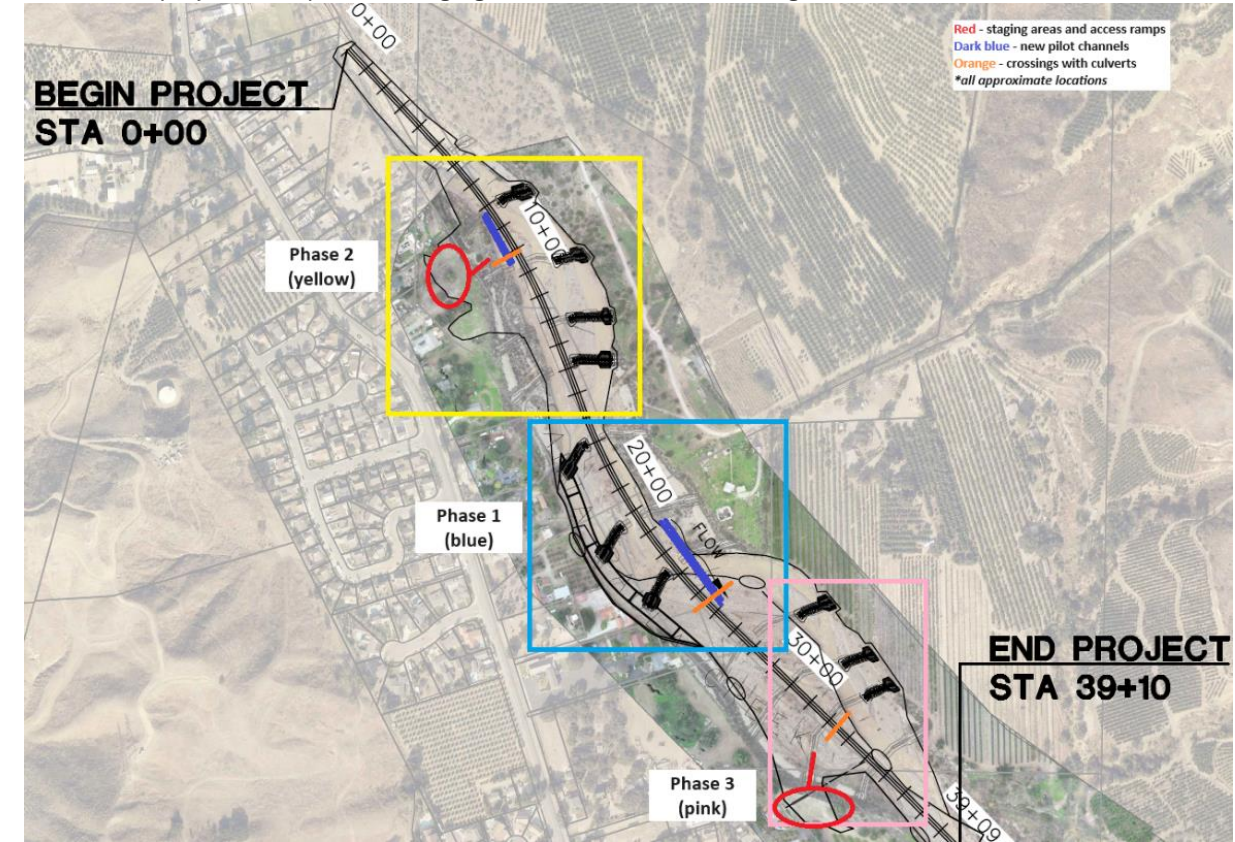 0+00
Red - staging areas and access ramps
Dark blue - new pilot channels
Orange - crossings with culverts
*all approximate locations
BEGIN PROJECT
STA 0+00
10+00
Phase 2
(yellow)
20+00
Phase 1
(blue)
FLOW
30+00
END PROJECT
STA 39+10
Phase 3
(pink)
39+09